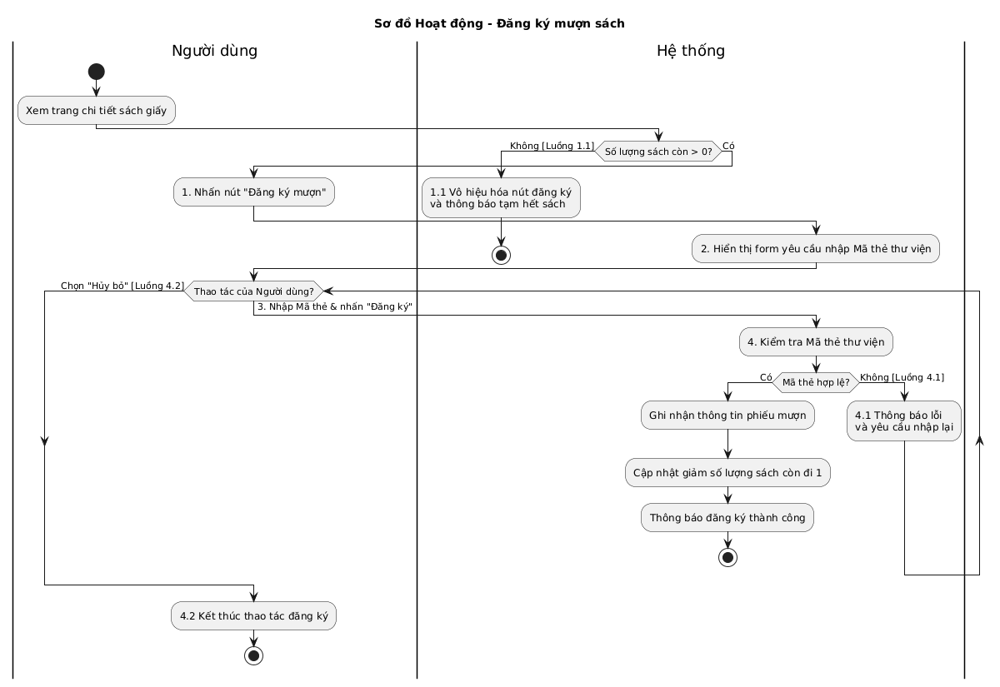 Sơ đồ Hoạt động - Đăng ký mượn sách
Người dùng
Hệ thống
Xem trang chi tiết sách giấy
Số lượng sách còn > 0?
Không [Luồng 1.1]
Có
1. Nhấn nút "Đăng ký mượn"
1.1 Vô hiệu hóa nút đăng ký
và thông báo tạm hết sách
2. Hiển thị form yêu cầu nhập Mã thẻ thư viện
Chọn "Hủy bỏ" [Luồng 4.2]
Thao tác của Người dùng?
3. Nhập Mã thẻ & nhấn "Đăng ký"
4. Kiểm tra Mã thẻ thư viện
Có
Mã thẻ hợp lệ?
Không [Luồng 4.1]
Ghi nhận thông tin phiếu mượn
4.1 Thông báo lỗi
và yêu cầu nhập lại
Cập nhật giảm số lượng sách còn đi 1
Thông báo đăng ký thành công
4.2 Kết thúc thao tác đăng ký